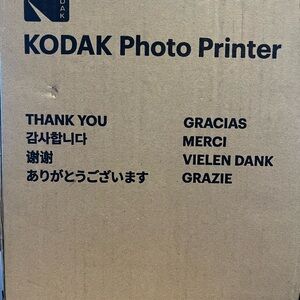 KODAK
KODAK Photo Printer
THANK YOU
감사합니다
谢谢
ありがとうございます
GRACIAS
MERCI
VIELEN DANK
GRAZIE